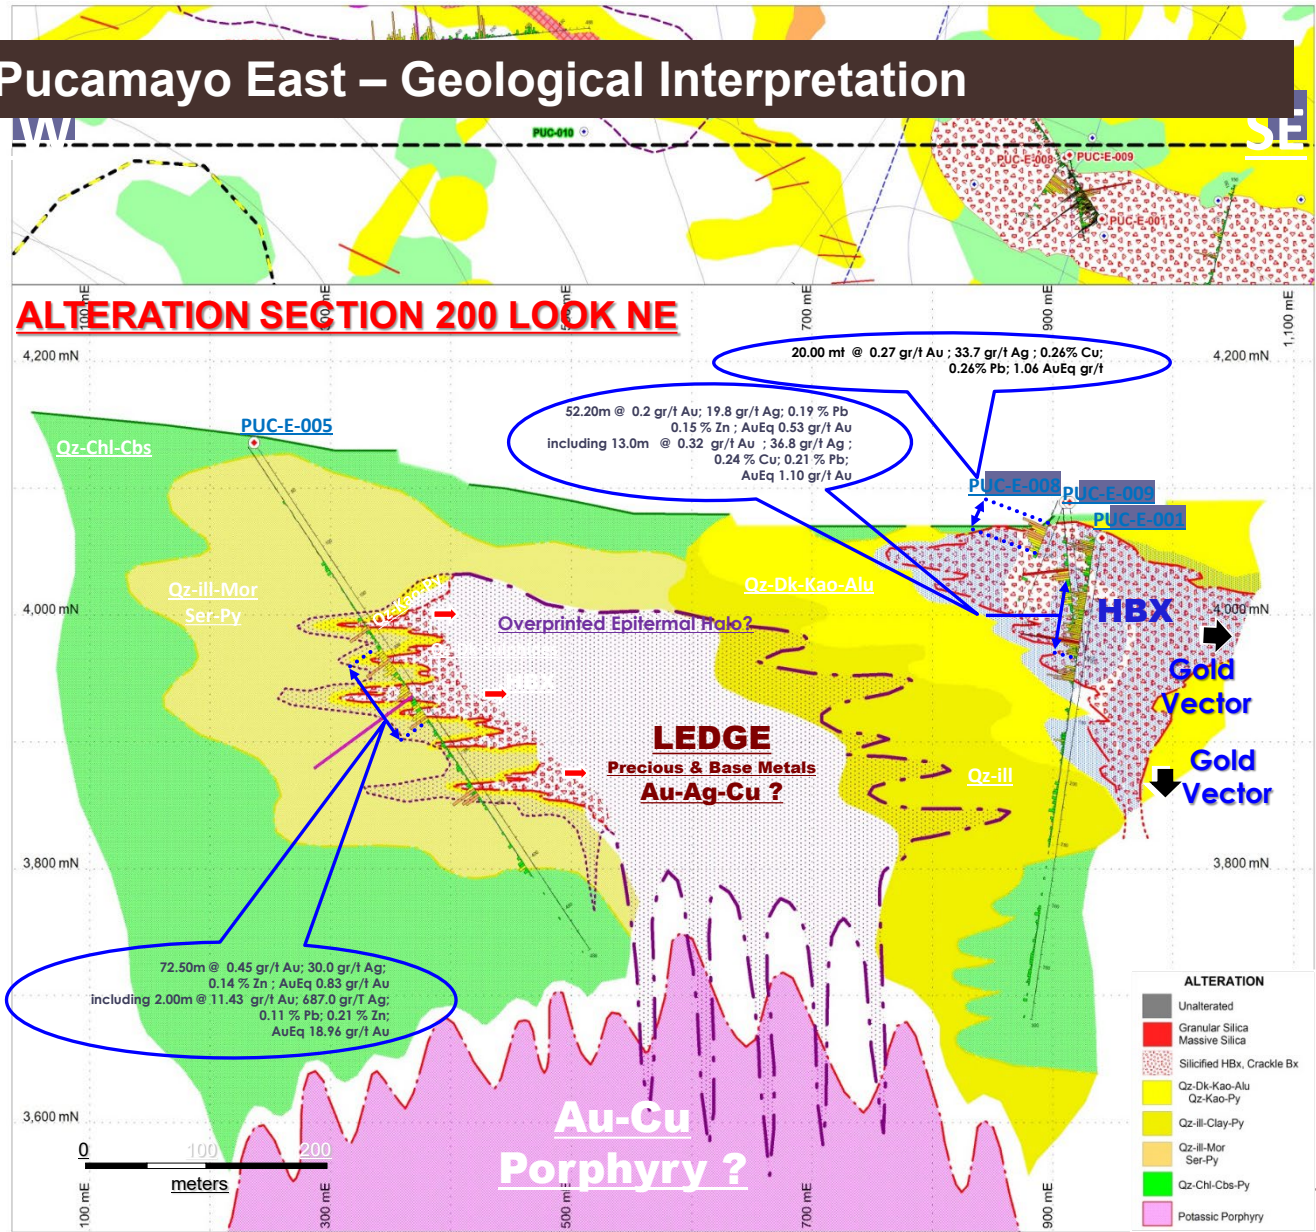 Pucamayo East – Geological Interpretation
W
SE
PUC-010
PUC-E-008
PUC-E-009
PUC-E-001
ALTERATION SECTION 200 LOOK NE
100 mE
300 mE
500 mE
700 mE
900 mE
1,100 mE
4,200 mN
4,200 mN
20.00 mt @ 0.27 gr/t Au ; 33.7 gr/t Ag ; 0.26% Cu;
0.26% Pb; 1.06 AuEq gr/t
52.20m @ 0.2 gr/t Au; 19.8 gr/t Ag; 0.19 % Pb
0.15 % Zn ; AuEq 0.53 gr/t Au
including 13.0m @ 0.32 gr/t Au ; 36.8 gr/t Ag ;
0.24 % Cu; 0.21 % Pb;
AuEq 1.10 gr/t Au
PUC-E-005
Qz-Chl-Cbs
PUC-E-008
PUC-E-009
PUC-E-001
Qz-ill-Mor
Ser-Py
Qz-Kao-Py
Qz-Dk-Kao-Alu
4,000 mN
4,000 mN
HBX
Overprinted Epitermal Halo?
Gold
Vector
LEDGE
Precious & Base Metals
Au-Ag-Cu ?
Qz-ill
Gold
Vector
3,800 mN
3,800 mN
72.50m @ 0.45 gr/t Au; 30.0 gr/t Ag;
0.14 % Zn ; AuEq 0.83 gr/t Au
including 2.00m @ 11.43 gr/t Au; 687.0 gr/T Ag;
0.11 % Pb; 0.21 % Zn;
AuEq 18.96 gr/t Au
3,600 mN
Au-Cu
Porphyry ?
0 100 200
meters
100 mE
300 mE
500 mE
700 mE
900 mE
ALTERATION
Unalterated
Granular Silica
Massive Silica
Silicified HBx, Crackle Bx
Qz-Dk-Kao-Alu
Qz-Kao-Py
Qz-ill-Clay-Py
Qz-ill-Mor
Ser-Py
Qz-Chl-Cbs-Py
Potassic Porphyry